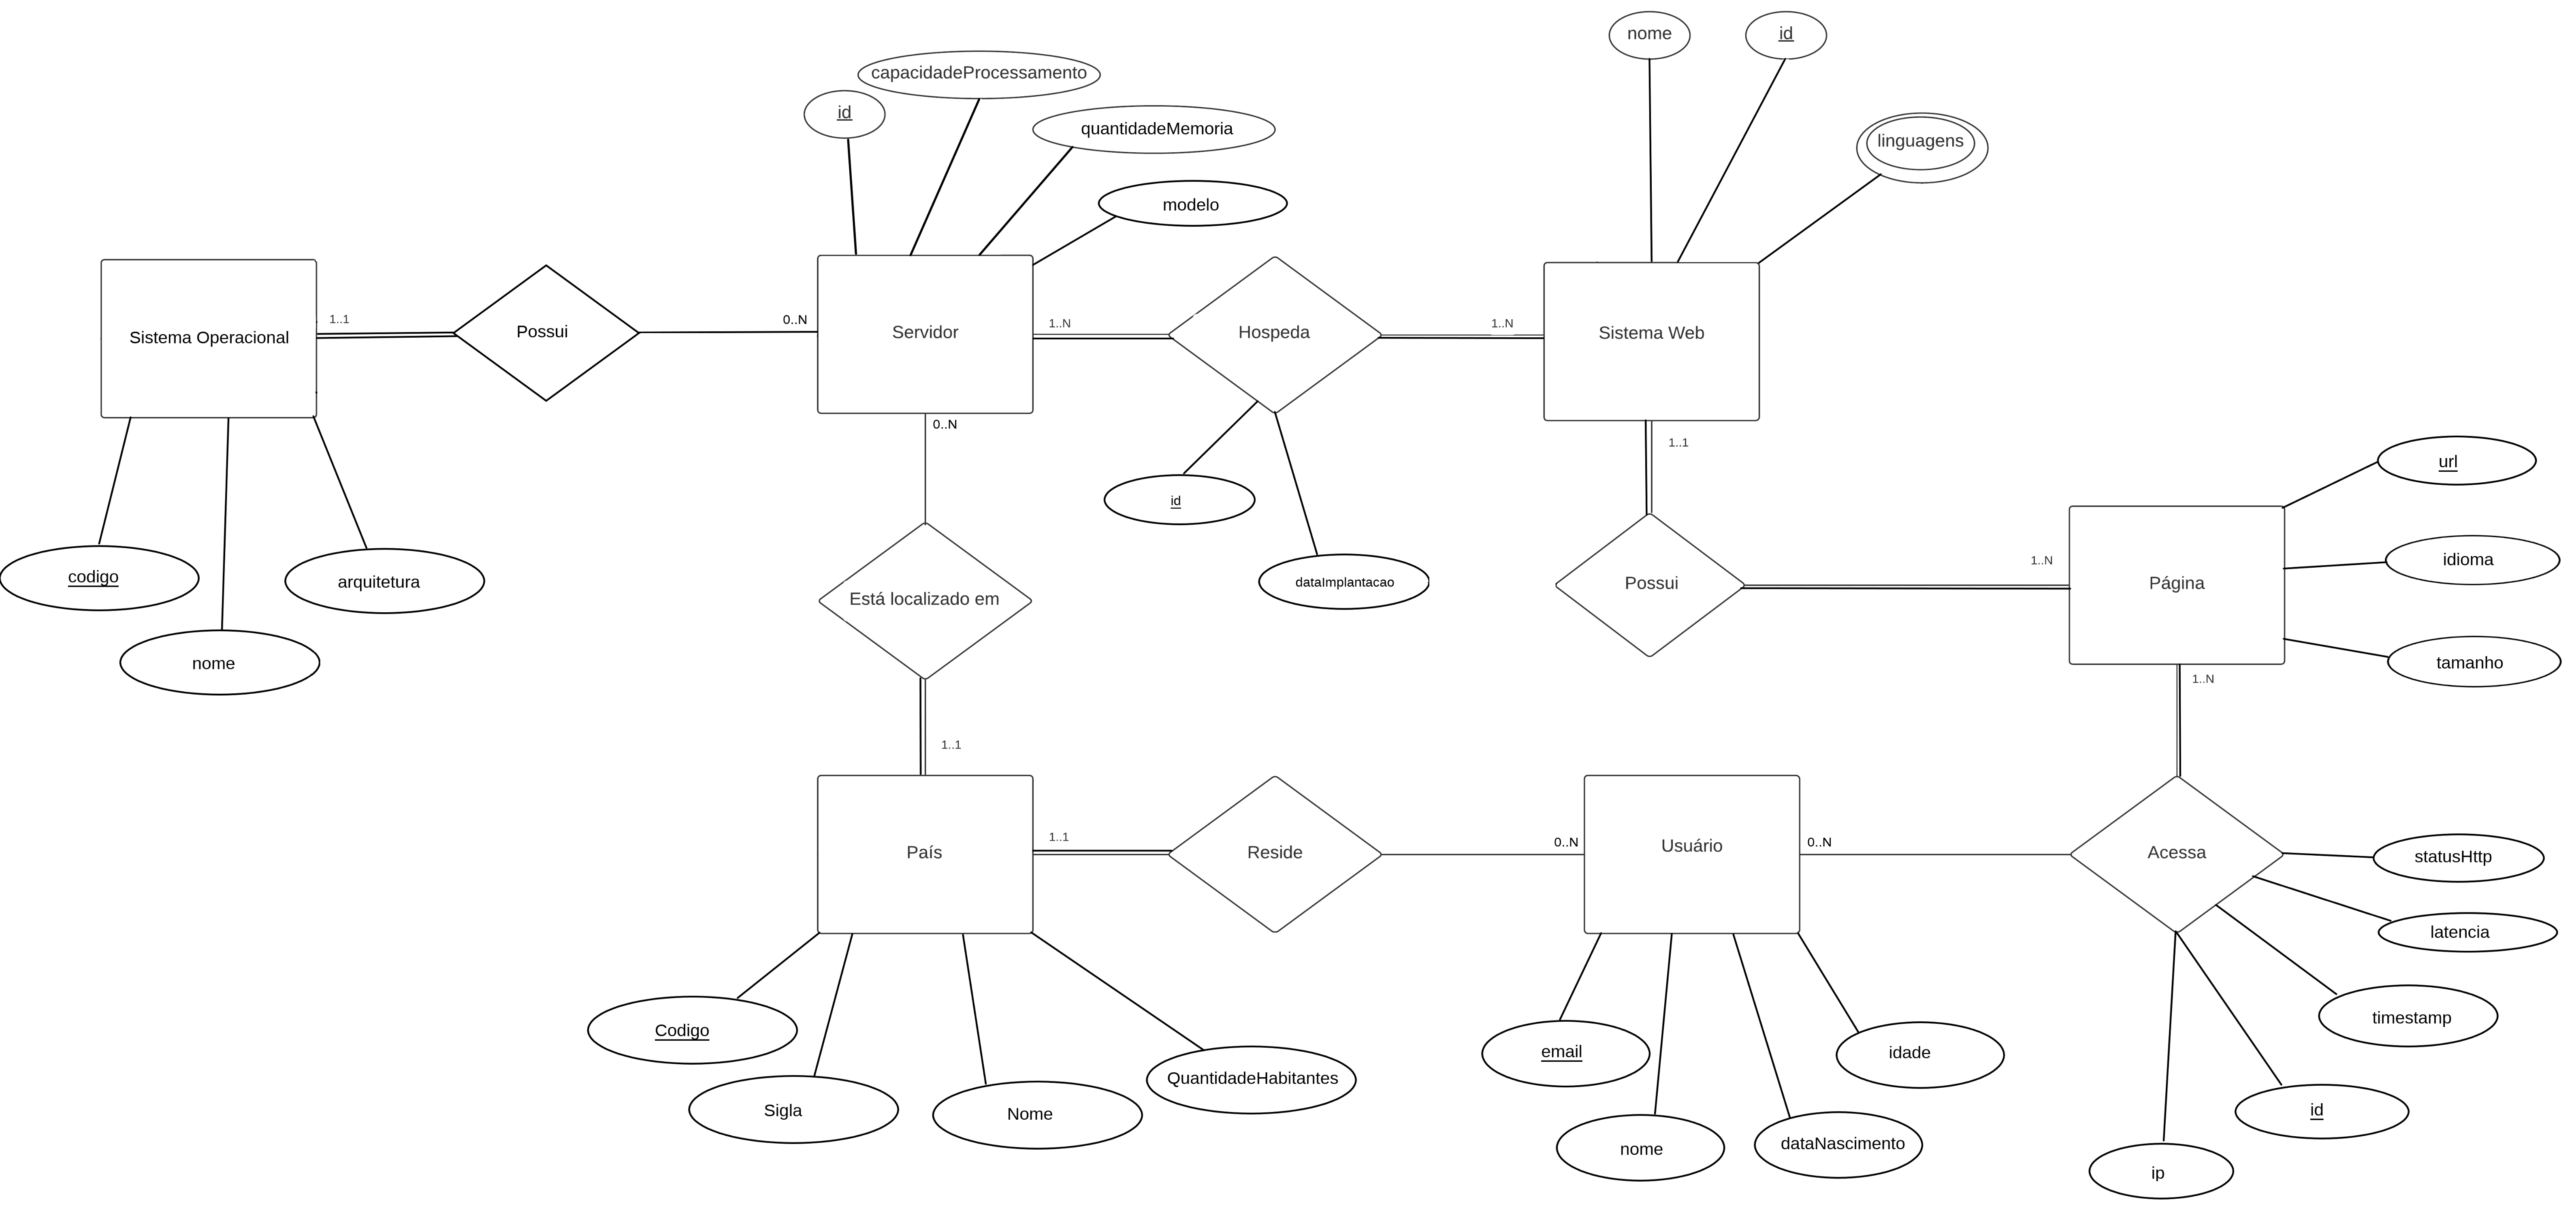 nome
id
capacidadeProcessamento
id
quantidadeMemoria
linguagens
modelo
Sistema Operacional
1..1
Possui
0..N
Servidor
1..N
Hospeda
1..N
Sistema Web
0..N
1..1
id
dataImplantacao
url
codigo
nome
arquitetura
Está localizado em
Possui
1..N
Página
idioma
tamanho
1..N
1..1
País
1..1
Reside
0..N
Usuário
0..N
Acessa
statusHttp
latencia
timestamp
id
ip
Codigo
Sigla
Nome
QuantidadeHabitantes
email
nome
dataNascimento
idade